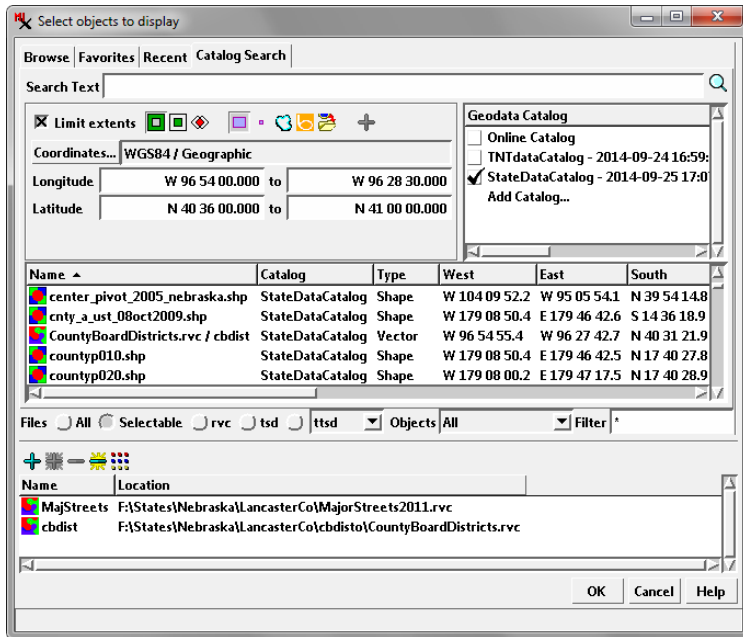 Select objects to display
Browse Favorites Recent Catalog Search
Search Text
Limit extents
Coordinates... WGS84 / Geographic
Longitude W 96 54 00.000 to W 96 28 30.000
Latitude N 40 36 00.000 to N 41 00 00.000
Geodata Catalog
Online Catalog
TNTdataCatalog - 2014-09-24 16:59:
StateDataCatalog - 2014-09-25 17:0
Add Catalog...
Name Catalog Type West East South
center_pivot_2005_nebraska.shp StateDataCatalog Shape W 104 09 52.2 W 95 05 54.1 N 39 54 14.8
cnty_a_ust_08oct2009.shp StateDataCatalog Shape W 179 08 50.4 E 179 46 42.6 S 14 36 18.9
CountyBoardDistricts.rvc / cbdist StateDataCatalog Vector W 96 54 55.4 W 96 27 42.7 N 40 31 21.9
countyp010.shp StateDataCatalog Shape W 179 08 50.4 E 179 46 42.5 N 17 40 27.8
countyp020.shp StateDataCatalog Shape W 179 08 00.2 E 179 47 17.5 N 17 40 28.9
Files All Selectable rvc tsd ttsd Objects All Filter *
Name Location
MajStreets F:\States\Nebraska\LancasterCo\MajorStreets2011.rvc
cbdist F:\States\Nebraska\LancasterCo\cbdisto\CountyBoardDistricts.rvc
OK Cancel Help